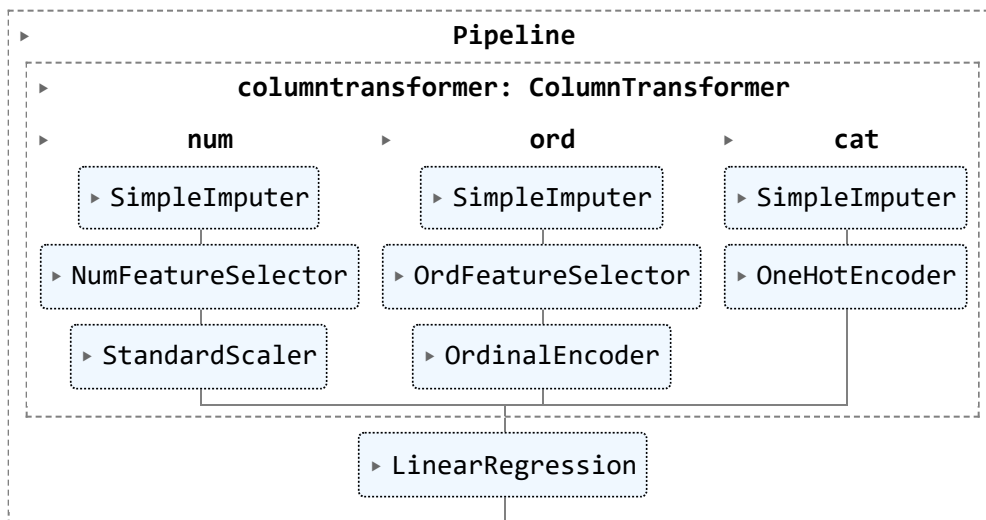 Pipeline
columntransformer: ColumnTransformer
num ord cat
SimpleImputer SimpleImputer SimpleImputer
NumFeatureSelector OrdFeatureSelector OneHotEncoder
StandardScaler OrdinalEncoder
LinearRegression